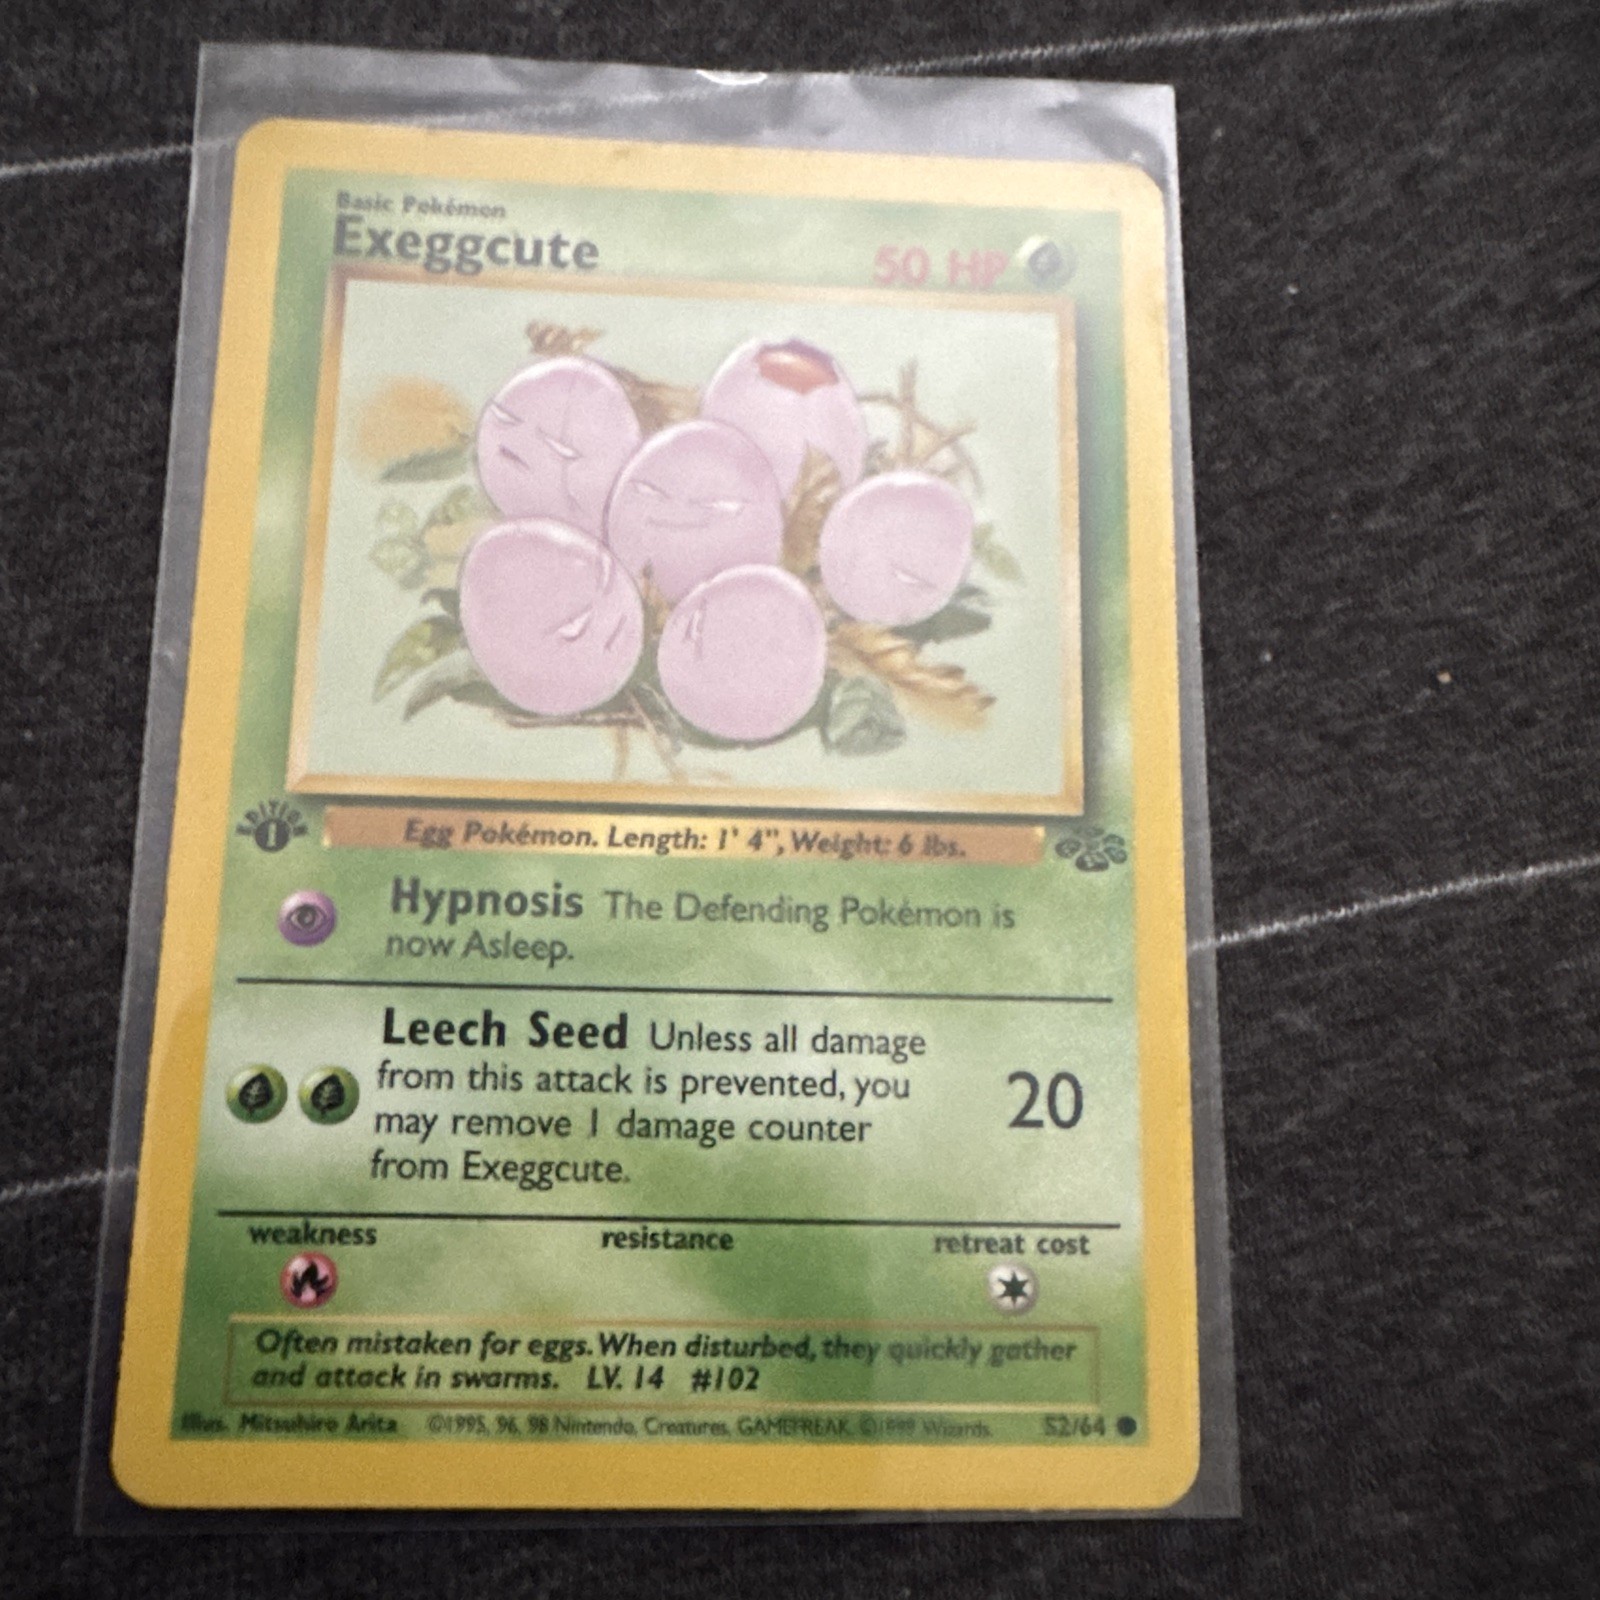 Basic Pokémon
Exeggcute
50 HP
EDITION
1
Egg Pokémon. Length: 1' 4", Weight: 6 lbs.
Hypnosis The Defending Pokémon is
now Asleep.
Leech Seed Unless all damage
from this attack is prevented, you
may remove 1 damage counter
from Exeggcute.
20
weakness resistance retreat cost
Often mistaken for eggs. When disturbed, they quickly gather
and attack in swarms. LV. 14 #102
Illus. Mitsuhiro Arita ©1995, 96, 98 Nintendo, Creatures, GAMEFREAK. ©1999 Wizards. 52/64